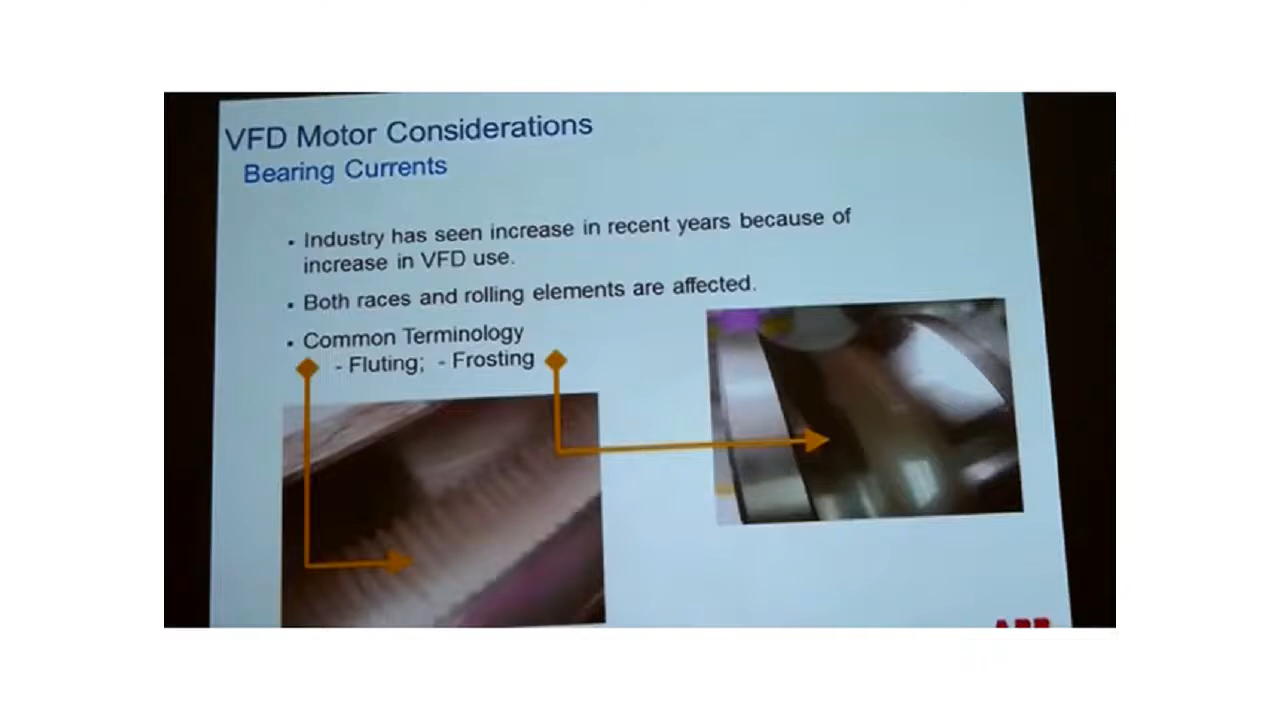 VFD Motor Considerations
Bearing Currents
• Industry has seen increase in recent years because of
increase in VFD use.
• Both races and rolling elements are affected.
• Common Terminology
- Fluting; - Frosting
ABB